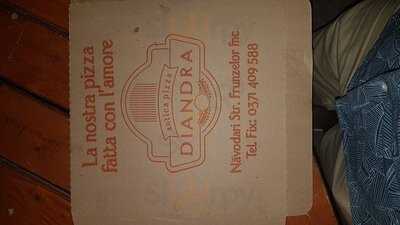 La nostra pizza
fatta con l'amore
antica pizza
DIANDRA
Năvodari Str. Frunzelor fnc.
Tel. Fix: 0371 409 588